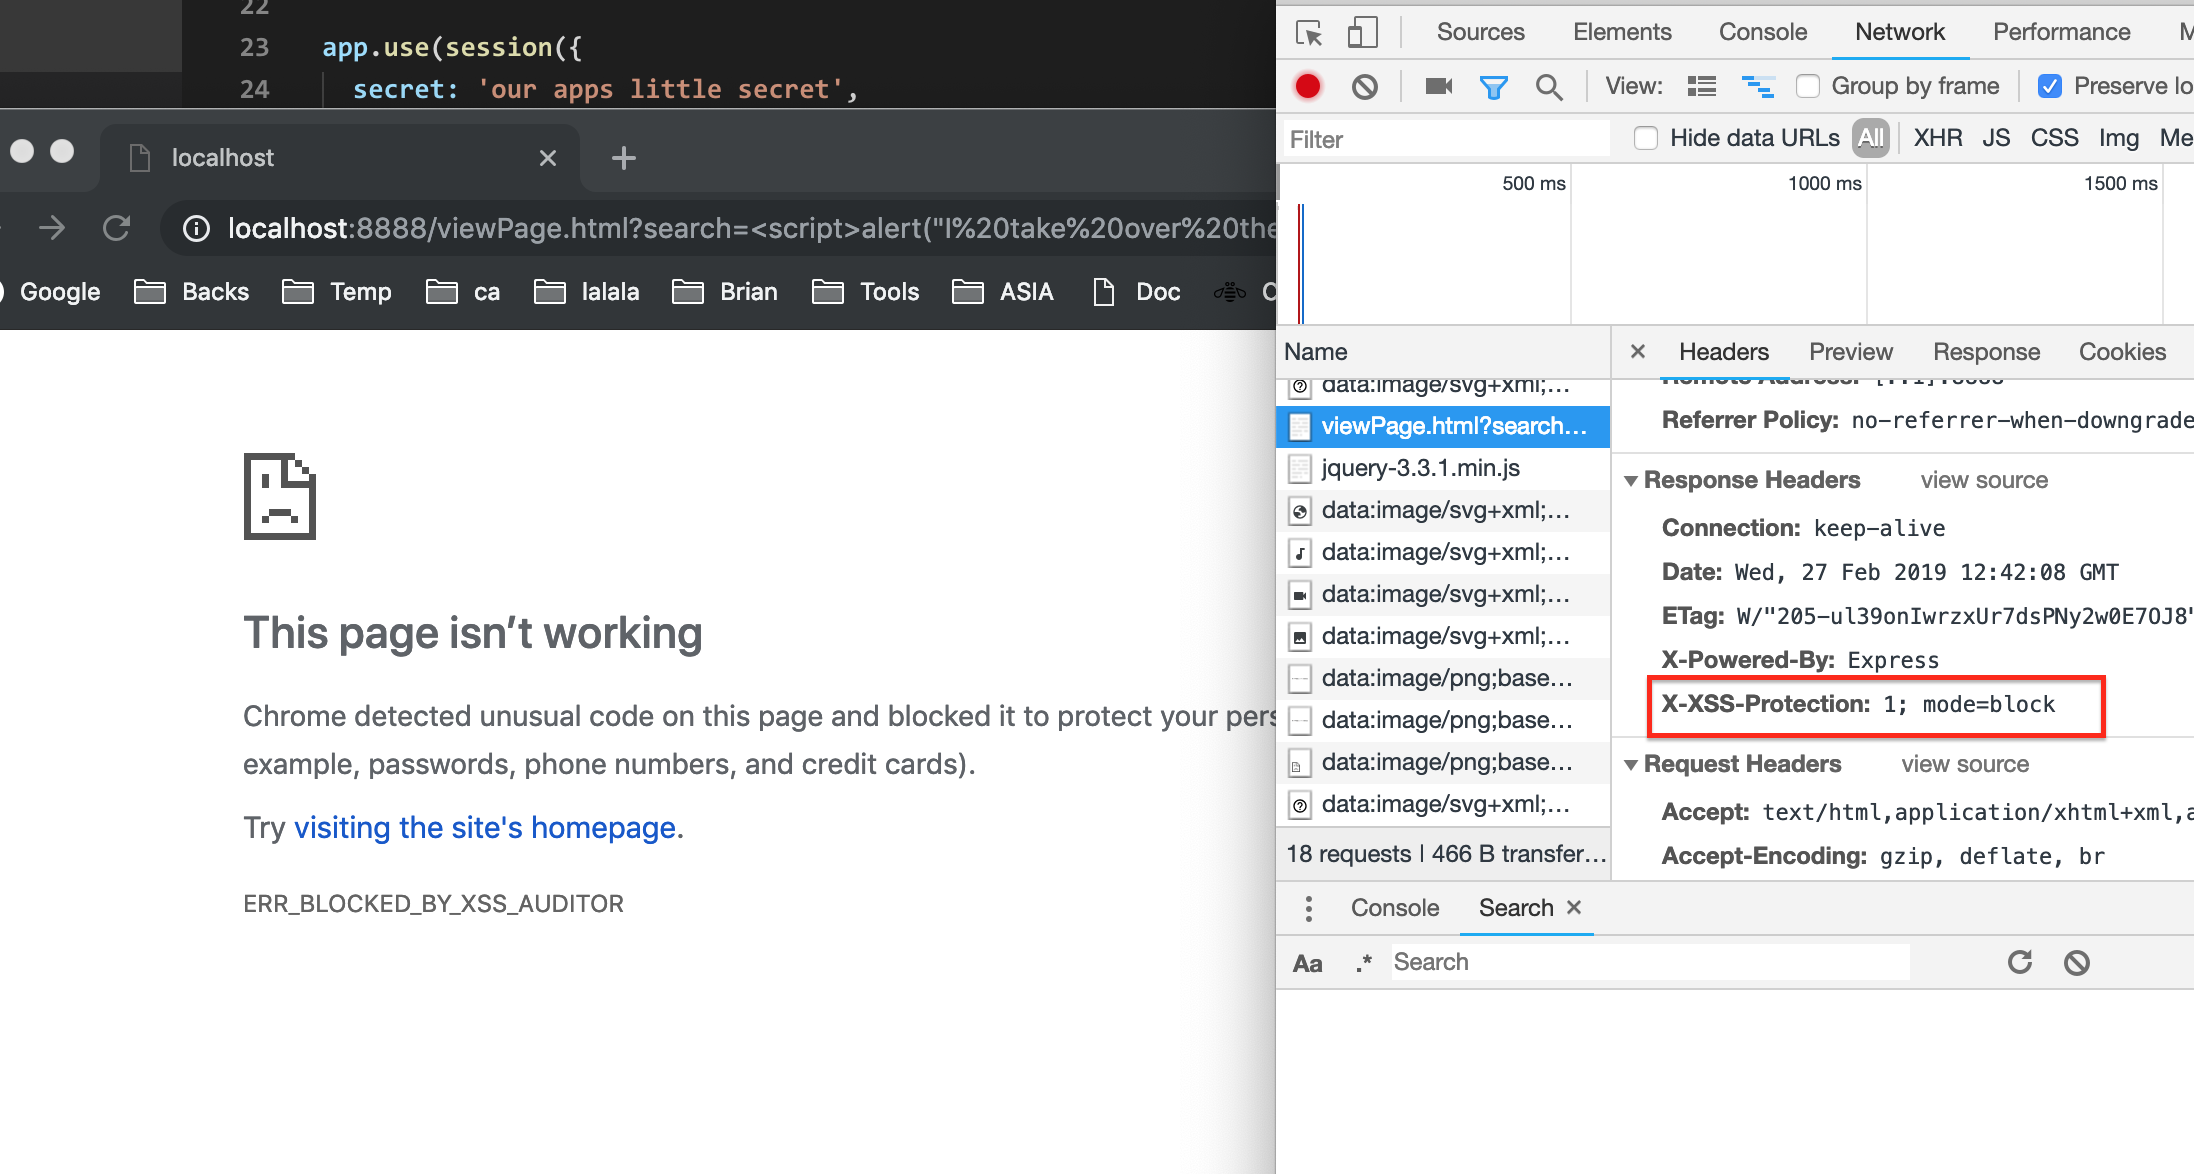 22
23 app.use(session({
24 secret: 'our apps little secret',
localhost
localhost:8888/viewPage.html?search=<script>alert("I%20take%20over%20the
Google Backs Temp ca lalala Brian Tools ASIA Doc
This page isn’t working
Chrome detected unusual code on this page and blocked it to protect your
example, passwords, phone numbers, and credit cards).
Try visiting the site's homepage.
ERR_BLOCKED_BY_XSS_AUDITOR
Sources Elements Console Network Performance
View: Group by frame Preserve lo
Filter Hide data URLs All XHR JS CSS Img Me
500 ms 1000 ms 1500 ms
Name
data:image/svg+xml;...
viewPage.html?search...
jquery-3.3.1.min.js
data:image/svg+xml;...
data:image/svg+xml;...
data:image/svg+xml;...
data:image/svg+xml;...
data:image/png;base...
data:image/png;base...
data:image/png;base...
data:image/svg+xml;...
18 requests | 466 B transfer...
Headers Preview Response Cookies
Remote Address:
Referrer Policy: no-referrer-when-downgrade
Response Headers view source
Connection: keep-alive
Date: Wed, 27 Feb 2019 12:42:08 GMT
ETag: W/"205-ul39onIwrzxUr7dsPNy2w0E7OJ8"
X-Powered-By: Express
X-XSS-Protection: 1; mode=block
Request Headers view source
Accept: text/html,application/xhtml+xml,a
Accept-Encoding: gzip, deflate, br
Console Search
Aa .* Search